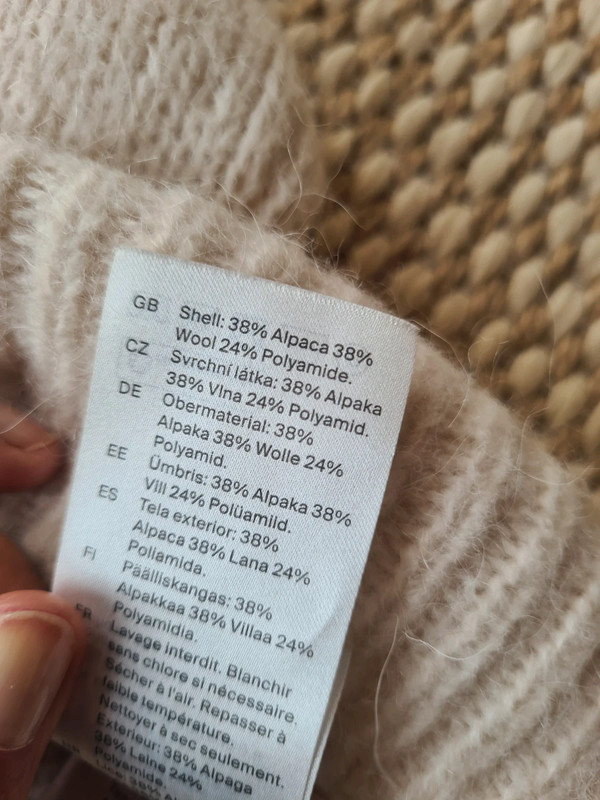 GB Shell: 38% Alpaca 38%
Wool 24% Polyamide.
CZ Svrchní látka: 38% Alpaka
38% Vlna 24% Polyamid.
DE Obermaterial: 38%
Alpaka 38% Wolle 24%
Polyamid.
EE Ümbris: 38% Alpaka 38%
Vill 24% Polüamiid.
ES Tela exterior: 38%
Alpaca 38% Lana 24%
Poliamida.
FI Päälliskangas: 38%
Alpakkaa 38% Villaa 24%
Polyamidia.
FR Lavage interdit. Blanchir
sans chlore si nécessaire.
Sécher à l'air. Repasser à
faible température.
Nettoyer à sec seulement.
Exterieur: 38% Alpaga
38% Laine 24%
Polyamide